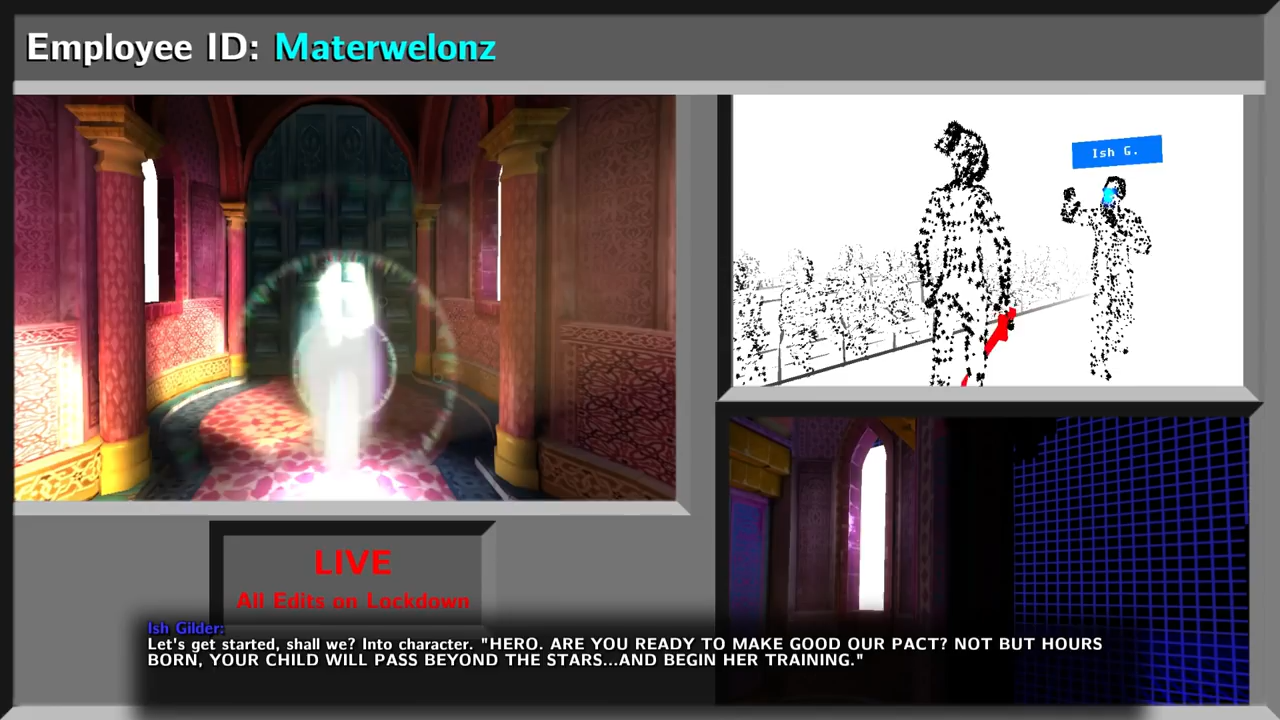 Employee ID: Materwelonz
Ish G.
LIVE
All Edits on Lockdown
Ish Gilder:
Let's get started, shall we? Into character. "HERO. ARE YOU READY TO MAKE GOOD OUR PACT? NOT BUT HOURS
BORN, YOUR CHILD WILL PASS BEYOND THE STARS...AND BEGIN HER TRAINING."